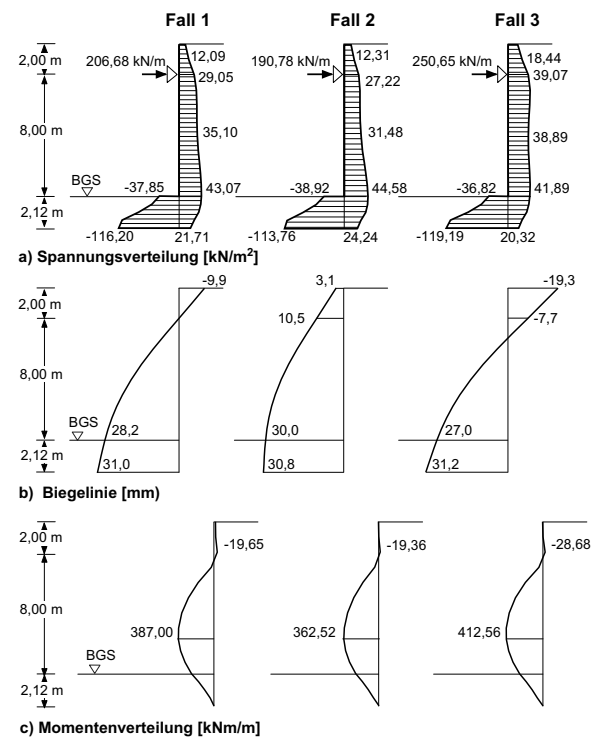 Fall 1 Fall 2 Fall 3
2,00 m 206,68 kN/m 12,09 29,05 190,78 kN/m 12,31 27,22 250,65 kN/m 18,44 39,07
8,00 m 35,10 31,48 38,89
BGS -37,85 43,07 -38,92 44,58 -36,82 41,89
2,12 m
-116,20 21,71 -113,76 24,24 -119,19 20,32
a) Spannungsverteilung [kN/m²]
2,00 m -9,9 3,1 -19,3
10,5 -7,7
8,00 m
BGS 28,2 30,0 27,0
2,12 m 31,0 30,8 31,2
b) Biegelinie [mm]
2,00 m -19,65 -19,36 -28,68
8,00 m 387,00 362,52 412,56
BGS
2,12 m
c) Momentenverteilung [kNm/m]